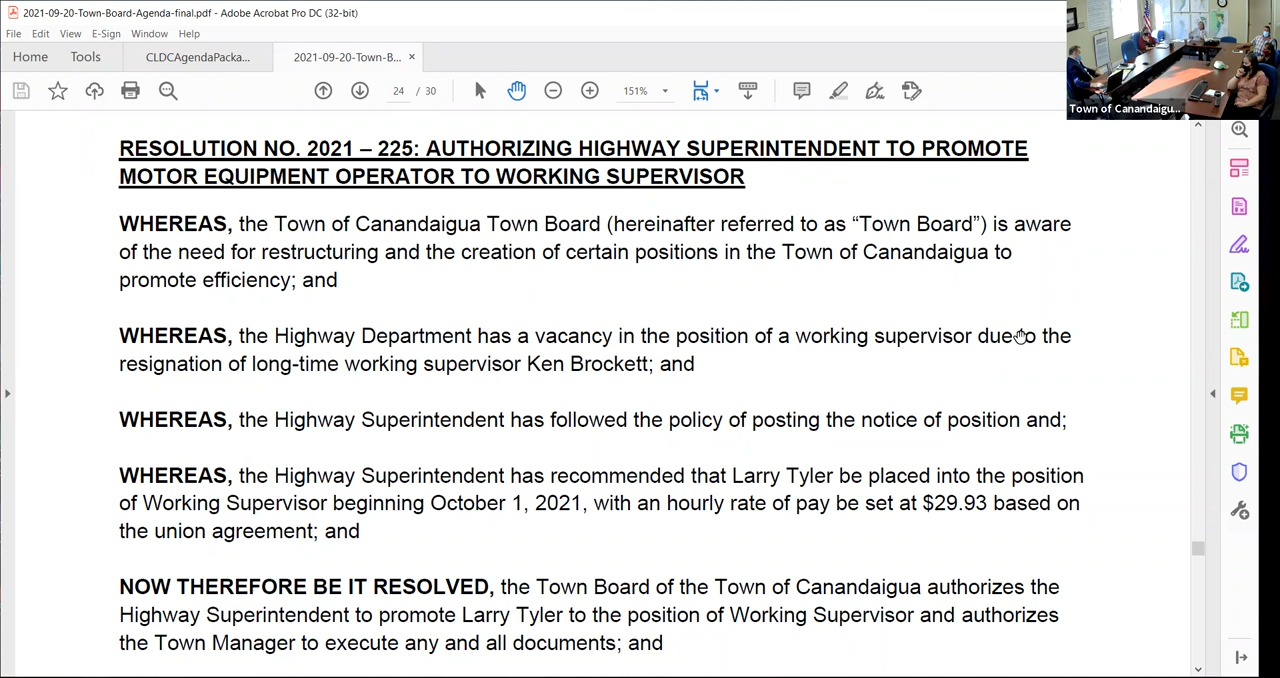 2021-09-20-Town-Board-Agenda-final.pdf - Adobe Acrobat Pro DC (32-bit)
File Edit View E-Sign Window Help
Home Tools CLDCAgendaPacka... 2021-09-20-Town-B... ×
24 / 30 151%
Town of Canandaigu...
RESOLUTION NO. 2021 – 225: AUTHORIZING HIGHWAY SUPERINTENDENT TO PROMOTE
MOTOR EQUIPMENT OPERATOR TO WORKING SUPERVISOR
WHEREAS, the Town of Canandaigua Town Board (hereinafter referred to as “Town Board”) is aware
of the need for restructuring and the creation of certain positions in the Town of Canandaigua to
promote efficiency; and
WHEREAS, the Highway Department has a vacancy in the position of a working supervisor due to the
resignation of long-time working supervisor Ken Brockett; and
WHEREAS, the Highway Superintendent has followed the policy of posting the notice of position and;
WHEREAS, the Highway Superintendent has recommended that Larry Tyler be placed into the position
of Working Supervisor beginning October 1, 2021, with an hourly rate of pay be set at $29.93 based on
the union agreement; and
NOW THEREFORE BE IT RESOLVED, the Town Board of the Town of Canandaigua authorizes the
Highway Superintendent to promote Larry Tyler to the position of Working Supervisor and authorizes
the Town Manager to execute any and all documents; and